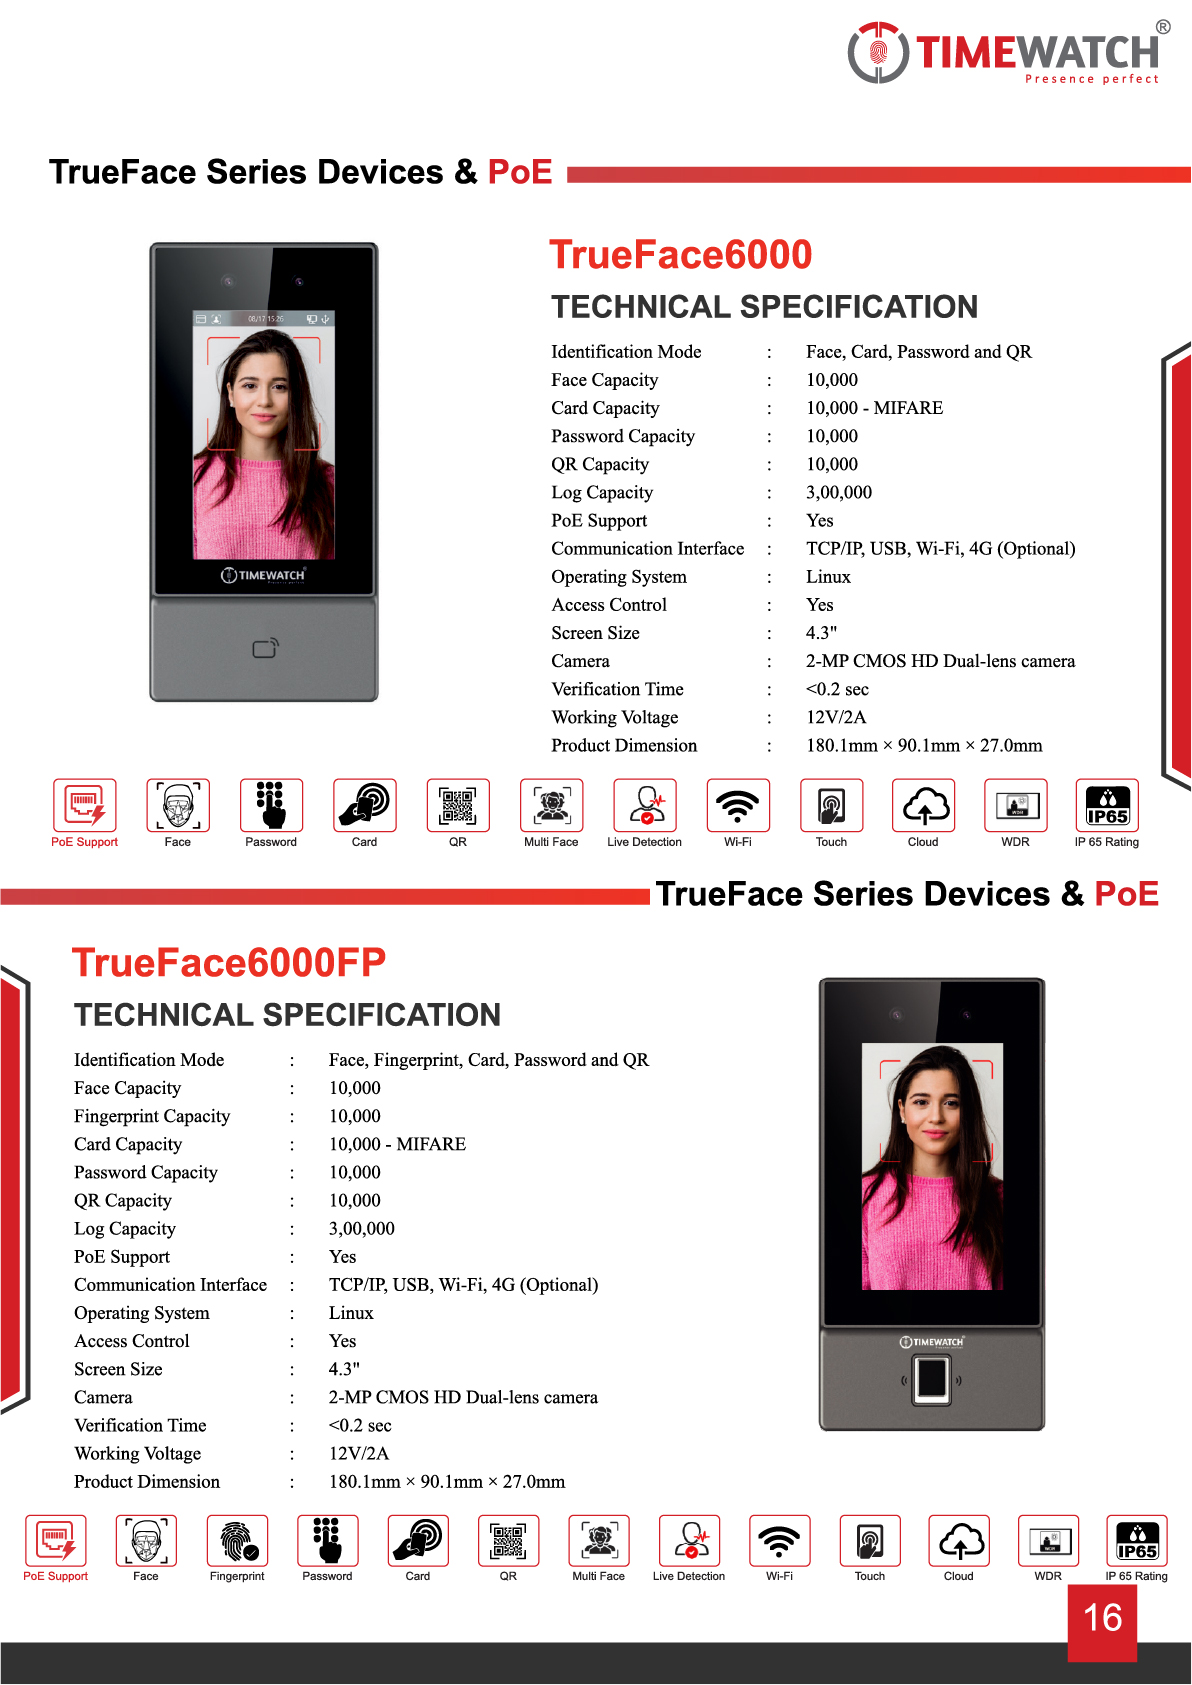 TIMEWATCH®
Presence perfect
TrueFace Series Devices & PoE
TrueFace6000
TECHNICAL SPECIFICATION
Identification Mode : Face, Card, Password and QR
Face Capacity : 10,000
Card Capacity : 10,000 - MIFARE
Password Capacity : 10,000
QR Capacity : 10,000
Log Capacity : 3,00,000
PoE Support : Yes
Communication Interface : TCP/IP, USB, Wi-Fi, 4G (Optional)
Operating System : Linux
Access Control : Yes
Screen Size : 4.3"
Camera : 2-MP CMOS HD Dual-lens camera
Verification Time : <0.2 sec
Working Voltage : 12V/2A
Product Dimension : 180.1mm × 90.1mm × 27.0mm
08/17 15:26
TIMEWATCH
Presence perfect
WDR
IP65
PoE Support Face Password Card QR Multi Face Live Detection Wi-Fi Touch Cloud WDR IP 65 Rating
TrueFace Series Devices & PoE
TrueFace6000FP
TECHNICAL SPECIFICATION
Identification Mode : Face, Fingerprint, Card, Password and QR
Face Capacity : 10,000
Fingerprint Capacity : 10,000
Card Capacity : 10,000 - MIFARE
Password Capacity : 10,000
QR Capacity : 10,000
Log Capacity : 3,00,000
PoE Support : Yes
Communication Interface : TCP/IP, USB, Wi-Fi, 4G (Optional)
Operating System : Linux
Access Control : Yes
Screen Size : 4.3"
Camera : 2-MP CMOS HD Dual-lens camera
Verification Time : <0.2 sec
Working Voltage : 12V/2A
Product Dimension : 180.1mm × 90.1mm × 27.0mm
TIMEWATCH
WDR
IP65
PoE Support Face Fingerprint Password Card QR Multi Face Live Detection Wi-Fi Touch Cloud WDR IP 65 Rating
16